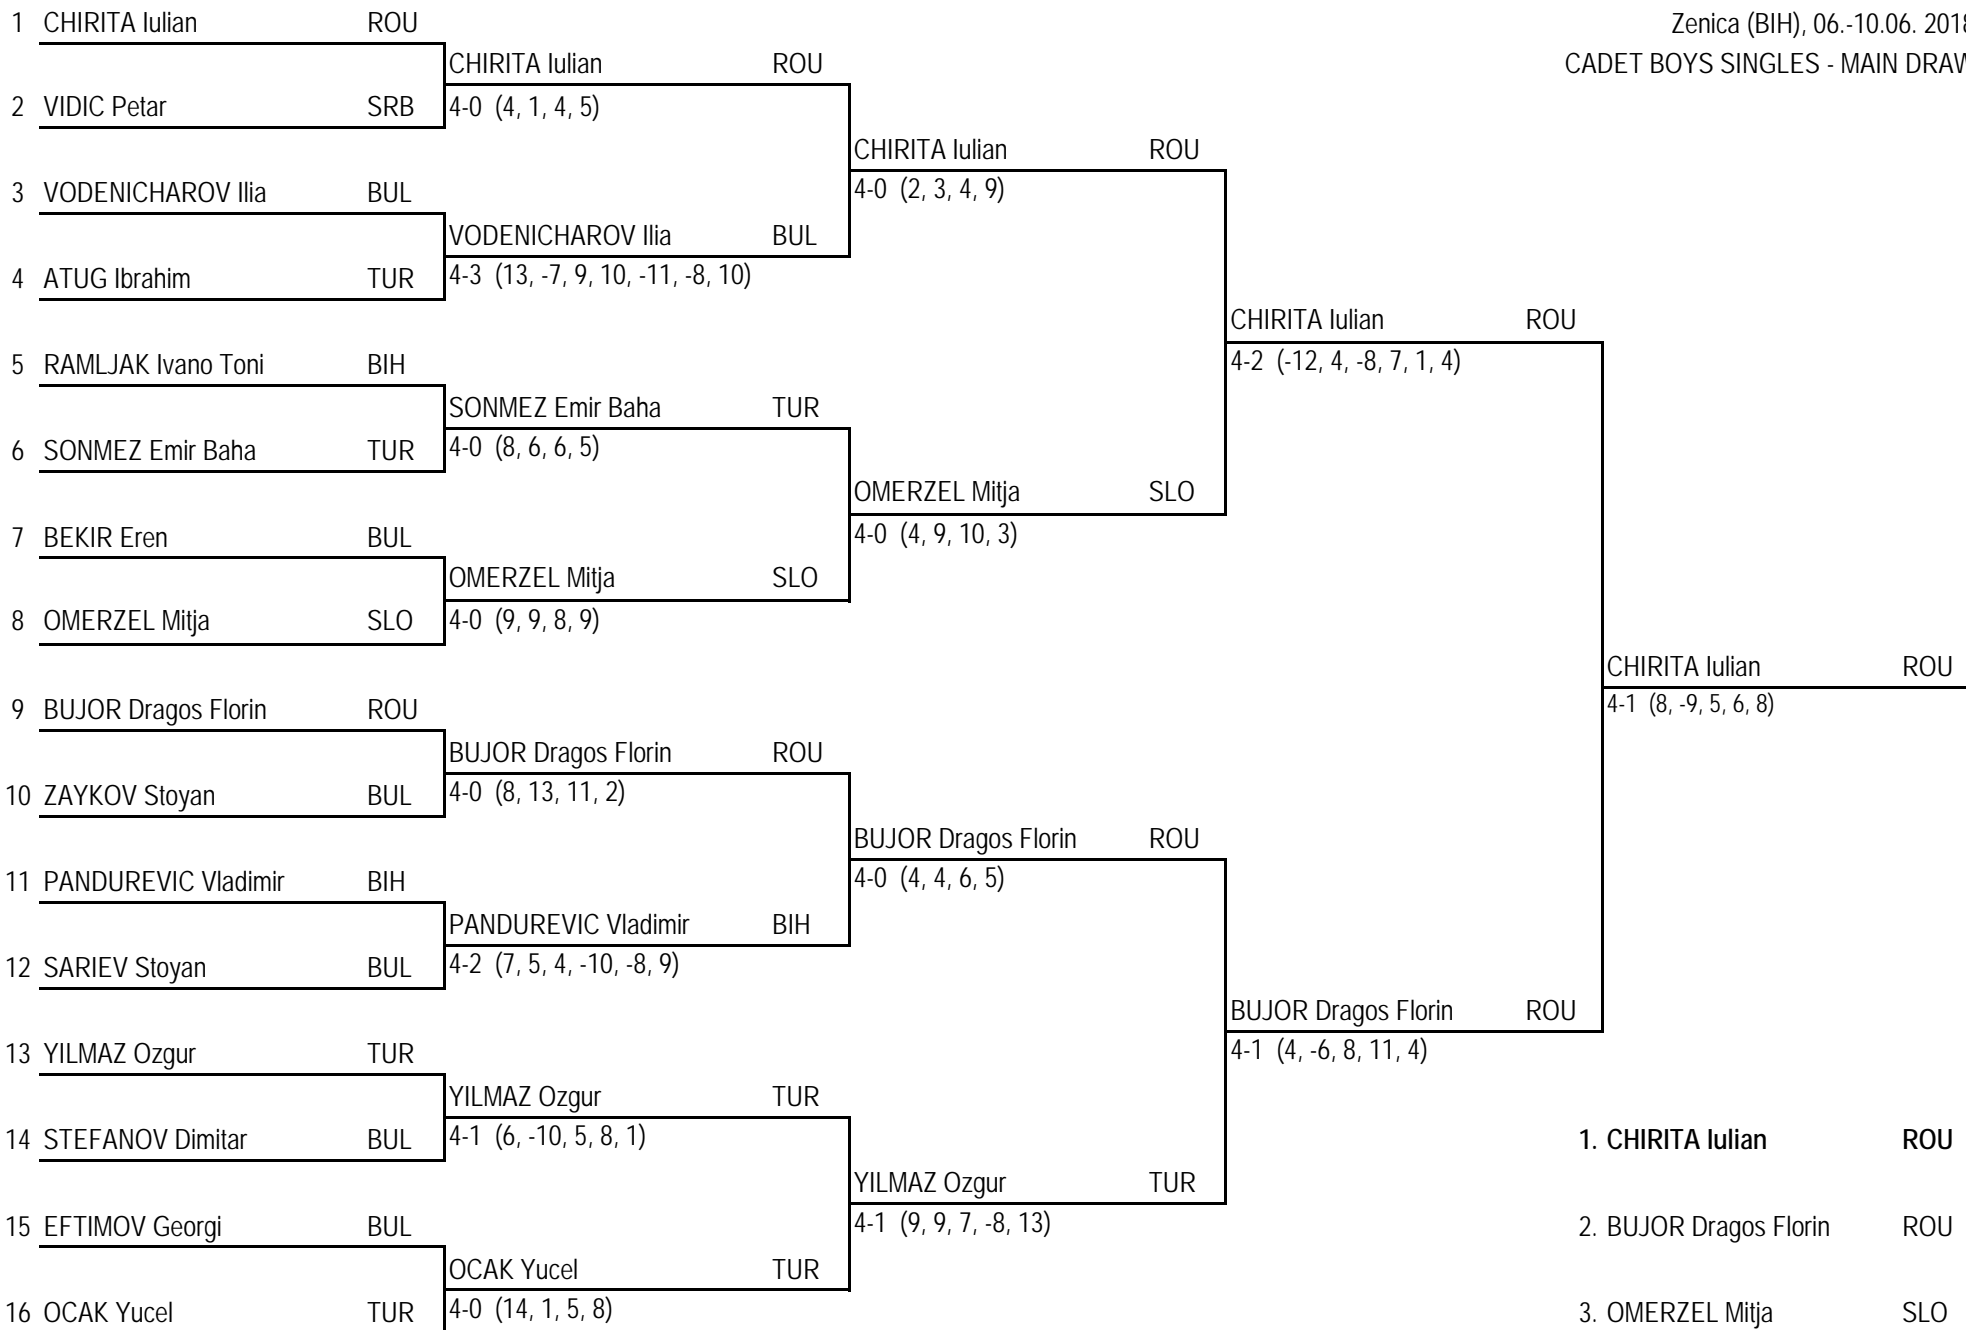 1 CHIRITA Iulian ROU
Zenica (BIH), 06.-10.06. 2018
CHIRITA Iulian ROU
CADET BOYS SINGLES - MAIN DRAW
2 VIDIC Petar SRB
4-0 (4, 1, 4, 5)
CHIRITA Iulian ROU
3 VODENICHAROV Ilia BUL
4-0 (2, 3, 4, 9)
VODENICHAROV Ilia BUL
4 ATUG Ibrahim TUR
4-3 (13, -7, 9, 10, -11, -8, 10)
CHIRITA Iulian ROU
5 RAMLJAK Ivano Toni BIH
4-2 (-12, 4, -8, 7, 1, 4)
SONMEZ Emir Baha TUR
6 SONMEZ Emir Baha TUR
4-0 (8, 6, 6, 5)
OMERZEL Mitja SLO
7 BEKIR Eren BUL
4-0 (4, 9, 10, 3)
OMERZEL Mitja SLO
8 OMERZEL Mitja SLO
4-0 (9, 9, 8, 9)
CHIRITA Iulian ROU
9 BUJOR Dragos Florin ROU
4-1 (8, -9, 5, 6, 8)
BUJOR Dragos Florin ROU
10 ZAYKOV Stoyan BUL
4-0 (8, 13, 11, 2)
BUJOR Dragos Florin ROU
11 PANDUREVIC Vladimir BIH
4-0 (4, 4, 6, 5)
PANDUREVIC Vladimir BIH
12 SARIEV Stoyan BUL
4-2 (7, 5, 4, -10, -8, 9)
BUJOR Dragos Florin ROU
13 YILMAZ Ozgur TUR
4-1 (4, -6, 8, 11, 4)
YILMAZ Ozgur TUR
14 STEFANOV Dimitar BUL
4-1 (6, -10, 5, 8, 1)
1. CHIRITA Iulian ROU
YILMAZ Ozgur TUR
15 EFTIMOV Georgi BUL
4-1 (9, 9, 7, -8, 13)
2. BUJOR Dragos Florin ROU
OCAK Yucel TUR
16 OCAK Yucel TUR
4-0 (14, 1, 5, 8)
3. OMERZEL Mitja SLO